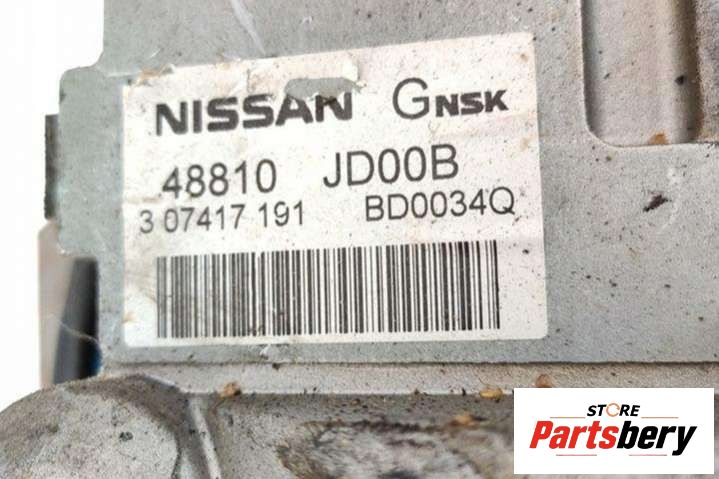 NISSAN GNSK
48810 JD00B
3 07417 191 BD0034Q
STORE
Partsbery